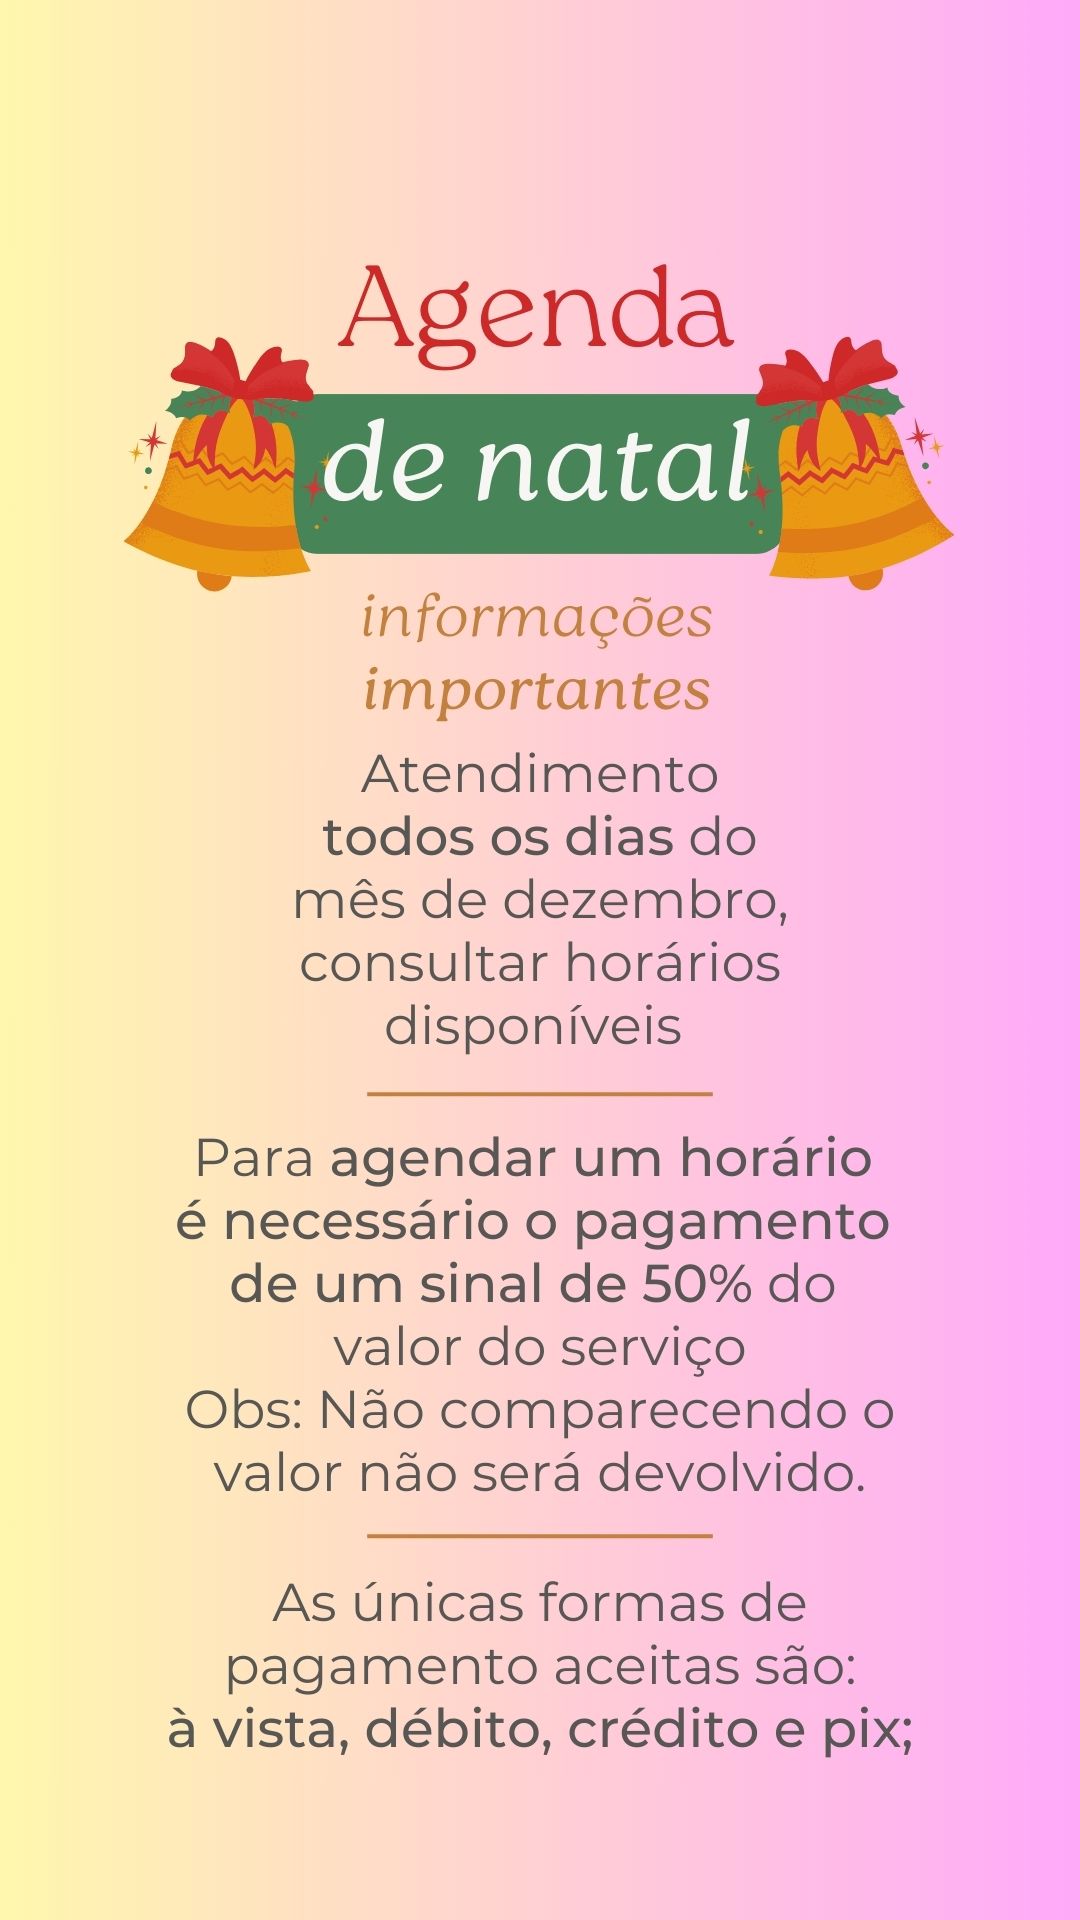 Agenda
de natal
informações
importantes
Atendimento
todos os dias do
mês de dezembro,
consultar horários
disponíveis
Para agendar um horário
é necessário o pagamento
de um sinal de 50% do
valor do serviço
Obs: Não comparecendo o
valor não será devolvido.
As únicas formas de
pagamento aceitas são:
à vista, débito, crédito e pix;